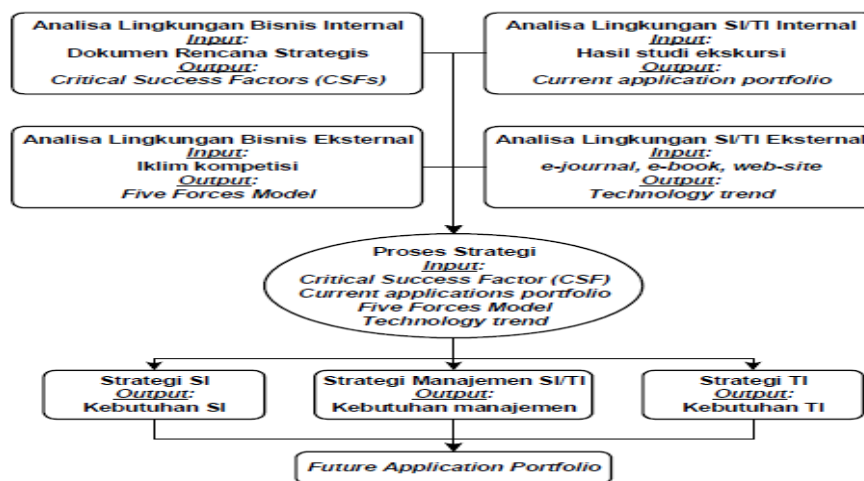 Analisa Lingkungan Bisnis Internal
Input:
Dokumen Rencana Strategis
Output:
Critical Success Factors (CSFs)
Analisa Lingkungan SI/TI Internal
Input:
Hasil studi ekskursi
Output:
Current application portfolio
Analisa Lingkungan Bisnis Eksternal
Input:
Iklim kompetisi
Output:
Five Forces Model
Analisa Lingkungan SI/TI Eksternal
Input:
e-journal, e-book, web-site
Output:
Technology trend
Proses Strategi
Input:
Critical Success Factor (CSF)
Current applications portfolio
Five Forces Model
Technology trend
Strategi SI
Output:
Kebutuhan SI
Strategi Manajemen SI/TI
Output:
Kebutuhan manajemen
Strategi TI
Output:
Kebutuhan TI
Future Application Portfolio